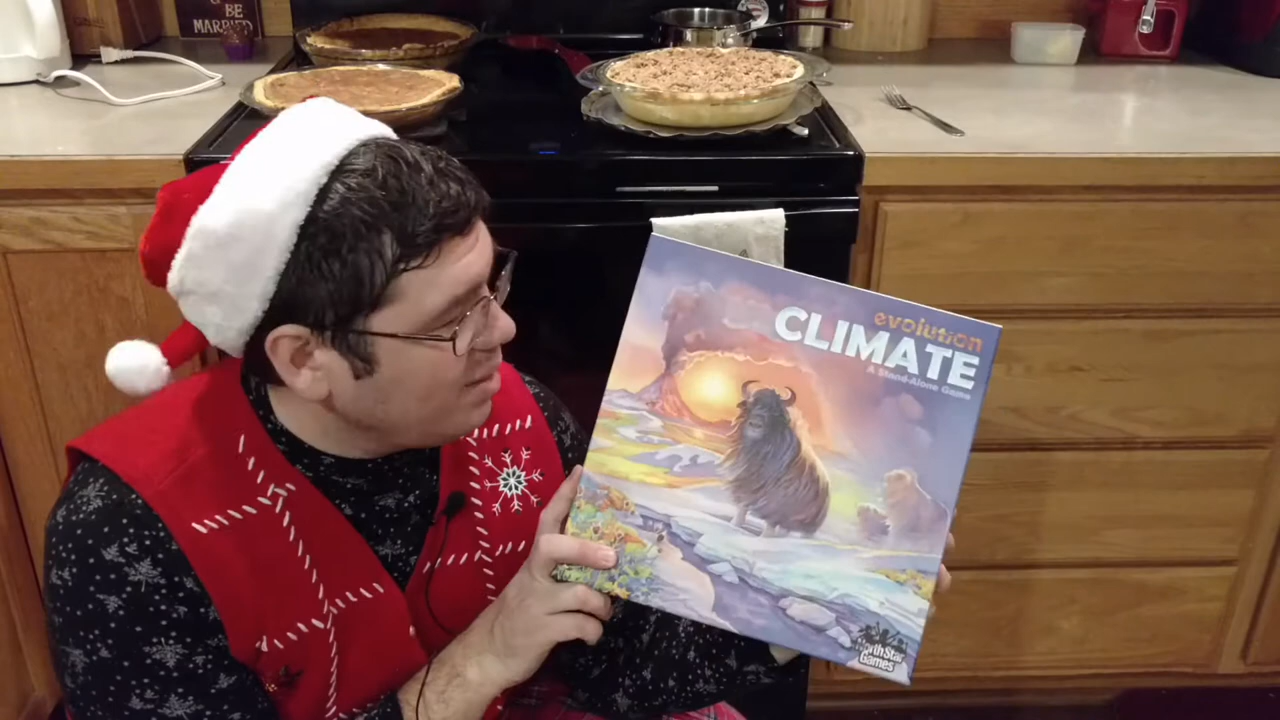 & BE
MARRIED
evolution
CLIMATE
A Stand-Alone Game
North Star
Games